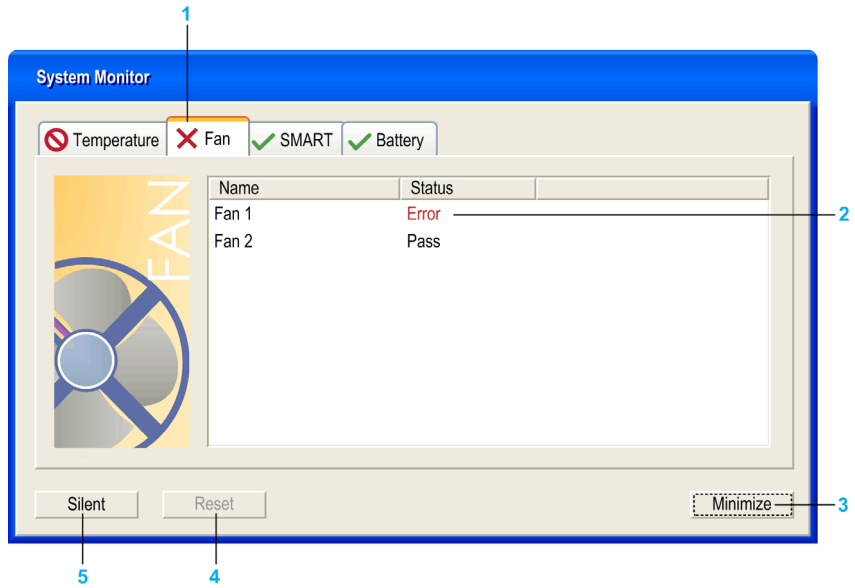 1
System Monitor
Temperature Fan SMART Battery
FAN
Name Status
Fan 1 Error 2
Fan 2 Pass
Silent Reset Minimize 3
5 4